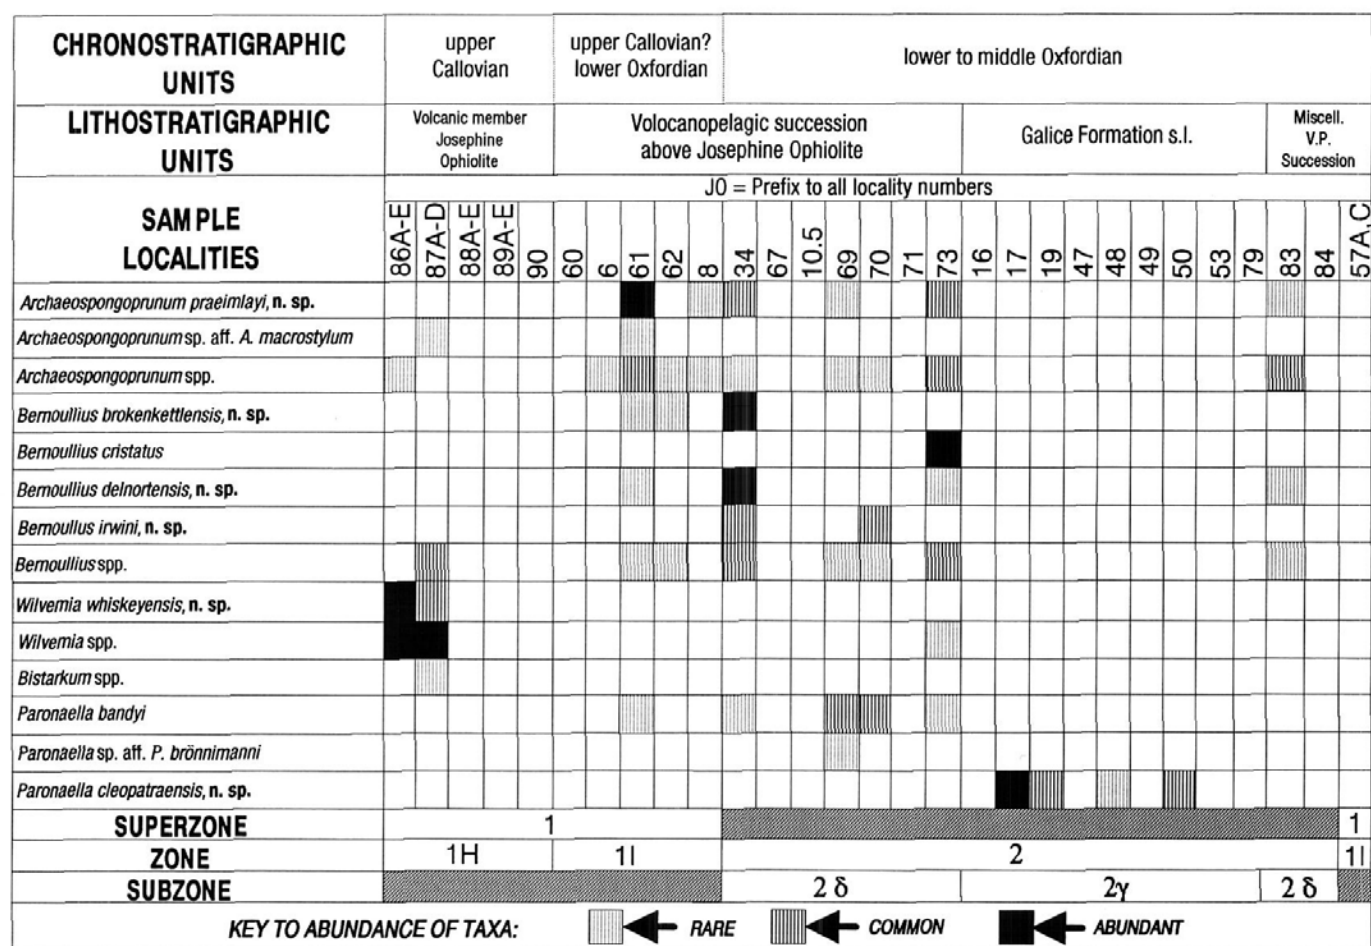 CHRONOSTRATIGRAPHIC
UNITS
upper
Callovian
upper Callovian?
lower Oxfordian
lower to middle Oxfordian
LITHOSTRATIGRAPHIC
UNITS
Volcanic member
Josephine
Ophiolite
Volocanopelagic succession
above Josephine Ophiolite
Galice Formation s.l.
Miscell.
V.P.
Succession
JO = Prefix to all locality numbers
SAMPLE
LOCALITIES
86A-E
87A-D
88A-E
89A-E
90
60
6
61
62
8
34
67
10.5
69
70
71
73
16
17
19
47
48
49
50
53
79
83
84
57A,C
Archaeospongoprunum praeimlayi, n. sp.
Archaeospongoprunum sp. aff. A. macrostylum
Archaeospongoprunum spp.
Bernoullius brokenkettlensis, n. sp.
Bernoullius cristatus
Bernoullius delnortensis, n. sp.
Bernoullus irwini, n. sp.
Bernoullius spp.
Wilvemia whiskeyensis, n. sp.
Wilvemia spp.
Bistarkum spp.
Paronaella bandyi
Paronaella sp. aff. P. brönnimanni
Paronaella cleopatraensis, n. sp.
SUPERZONE
1
1
ZONE
1H
1I
2
1I
SUBZONE
2 δ
2γ
2 δ
KEY TO ABUNDANCE OF TAXA:
RARE
COMMON
ABUNDANT